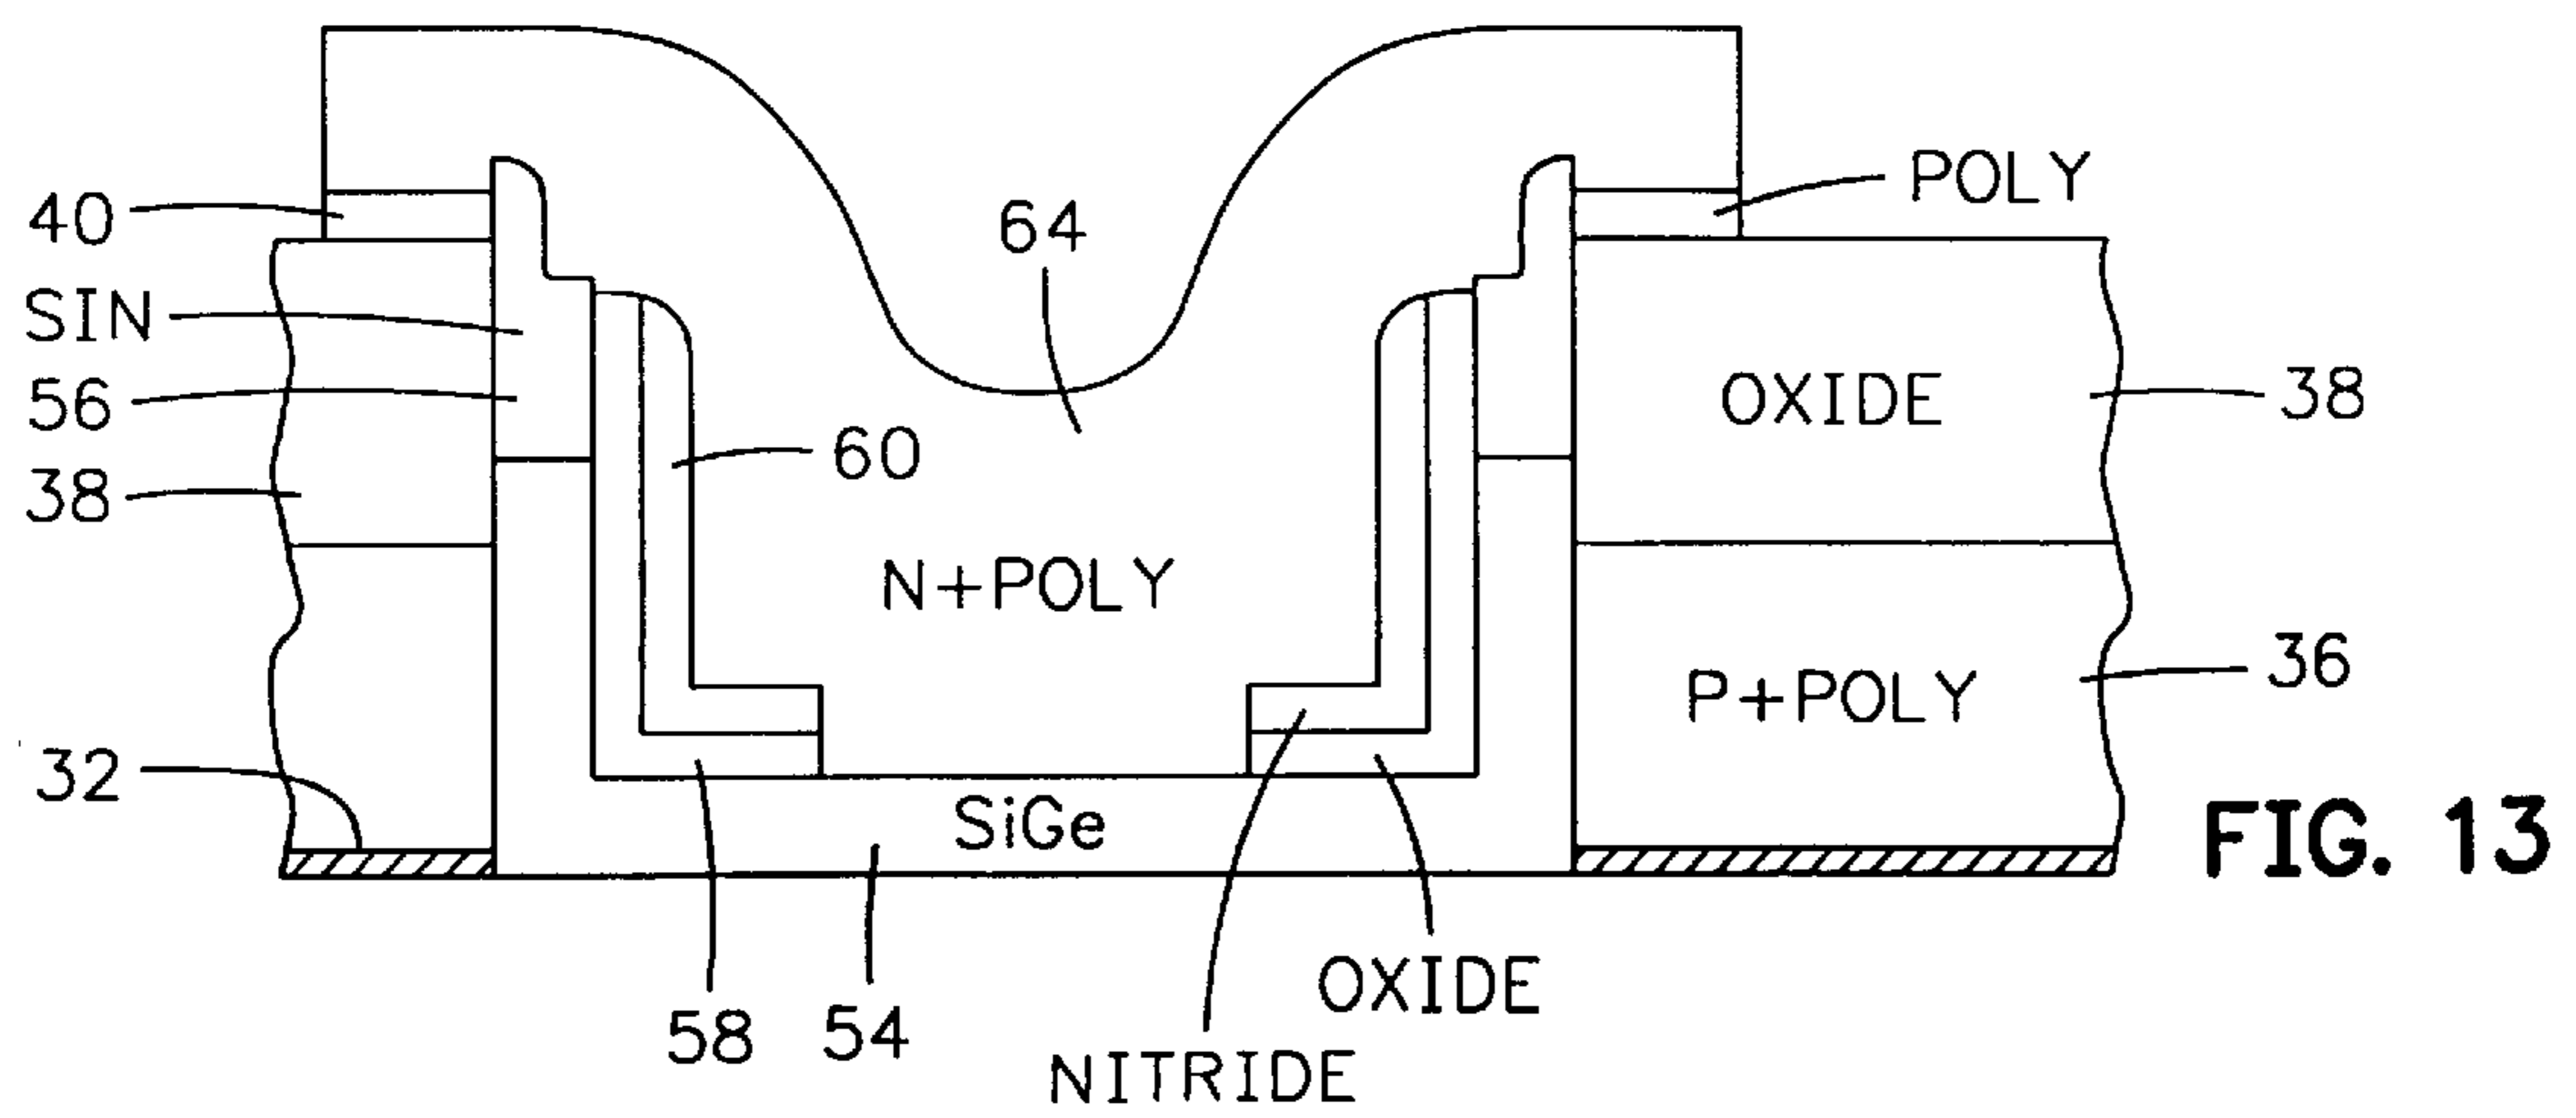 POLY
40
64
SIN
56
OXIDE
38
60
38
N+POLY
36
P+POLY
32
SiGe
FIG. 13
OXIDE
58
54
NITRIDE